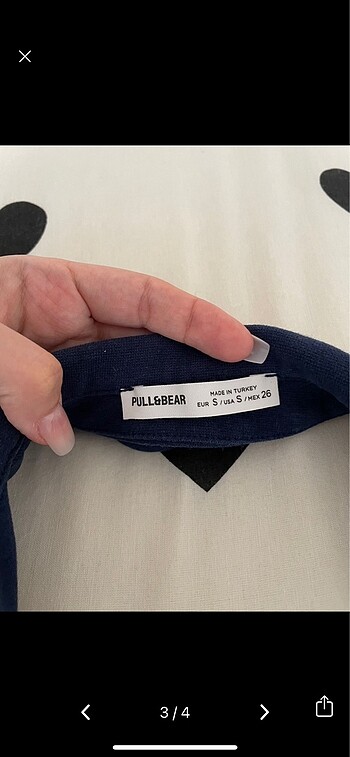 PULL&BEAR
MADE IN TURKEY
EUR S / USA S / MEX 26
3/4